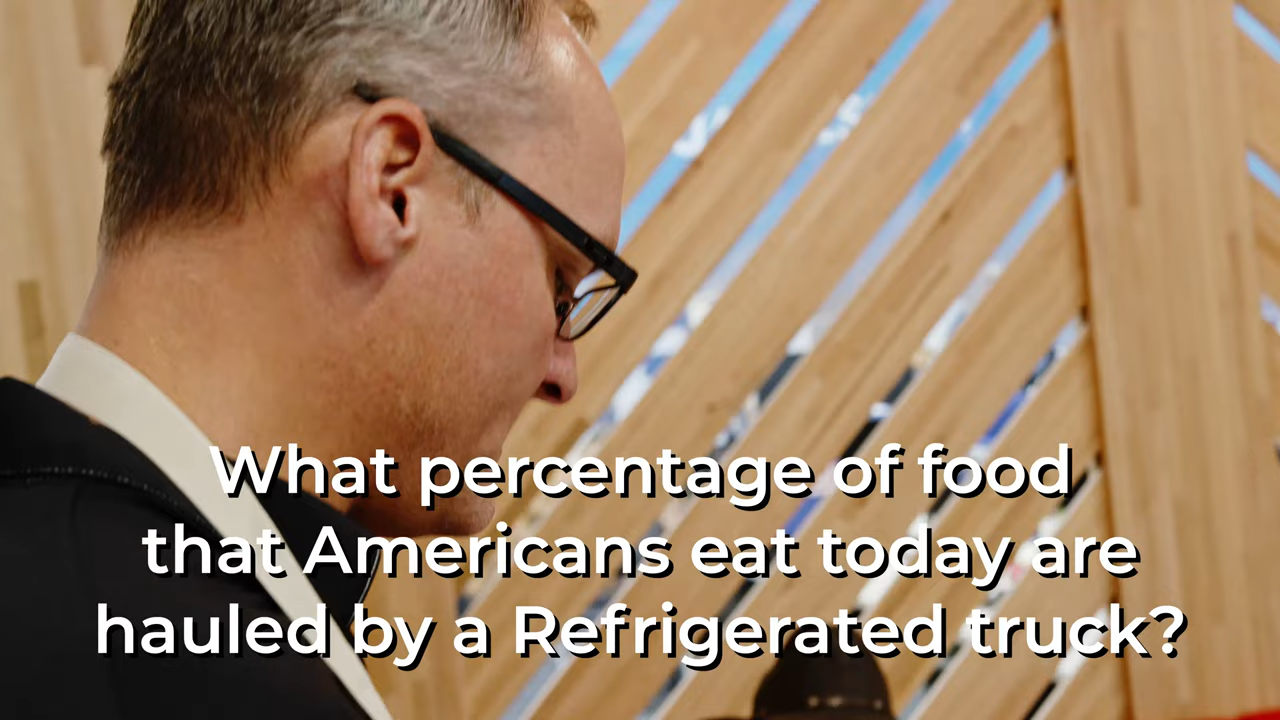 What percentage of food
that Americans eat today are
hauled by a Refrigerated truck?